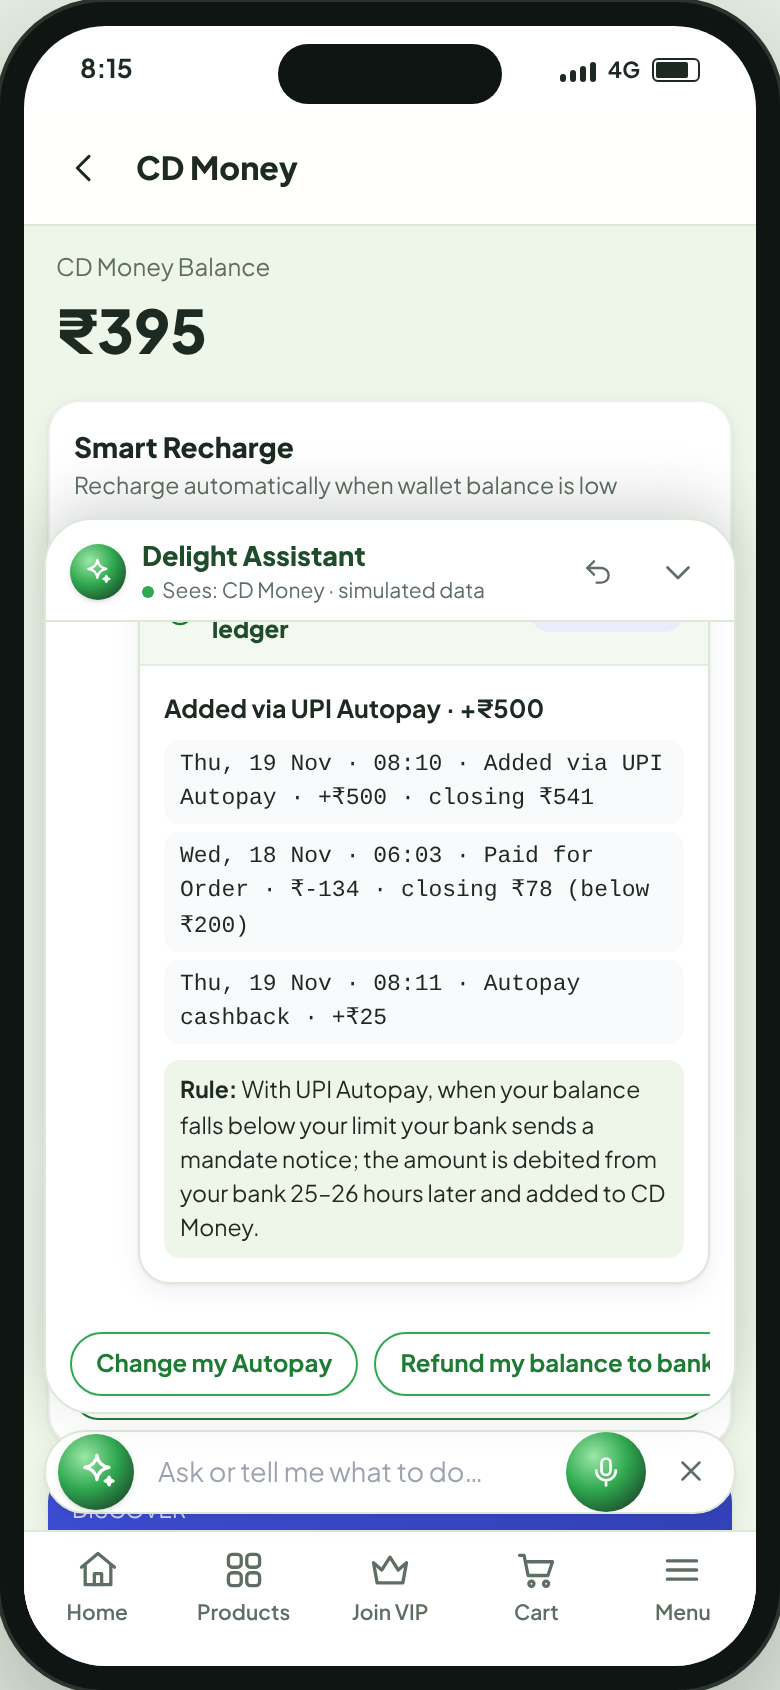 8:15
4G
CD Money
CD Money Balance
₹395
Smart Recharge
Recharge automatically when wallet balance is low
Delight Assistant
Sees: CD Money · simulated data
ledger
Added via UPI Autopay · +₹500
Thu, 19 Nov · 08:10 · Added via UPI
Autopay · +₹500 · closing ₹541
Wed, 18 Nov · 06:03 · Paid for
Order · ₹-134 · closing ₹78 (below
₹200)
Thu, 19 Nov · 08:11 · Autopay
cashback · +₹25
Rule: With UPI Autopay, when your balance
falls below your limit your bank sends a
mandate notice; the amount is debited from
your bank 25–26 hours later and added to CD
Money.
Change my Autopay
Refund my balance to bank
Ask or tell me what to do...
DISCOVER
Home
Products
Join VIP
Cart
Menu